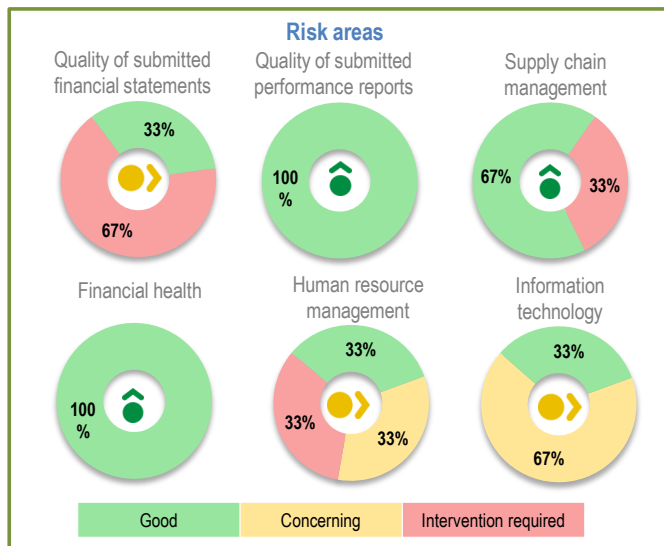 Risk areas
Quality of submitted
financial statements
33%
67%
Quality of submitted
performance reports
100
%
Supply chain
management
67%
33%
Financial health
100
%
Human resource
management
33%
33%
33%
Information
technology
33%
67%
Good
Concerning
Intervention required